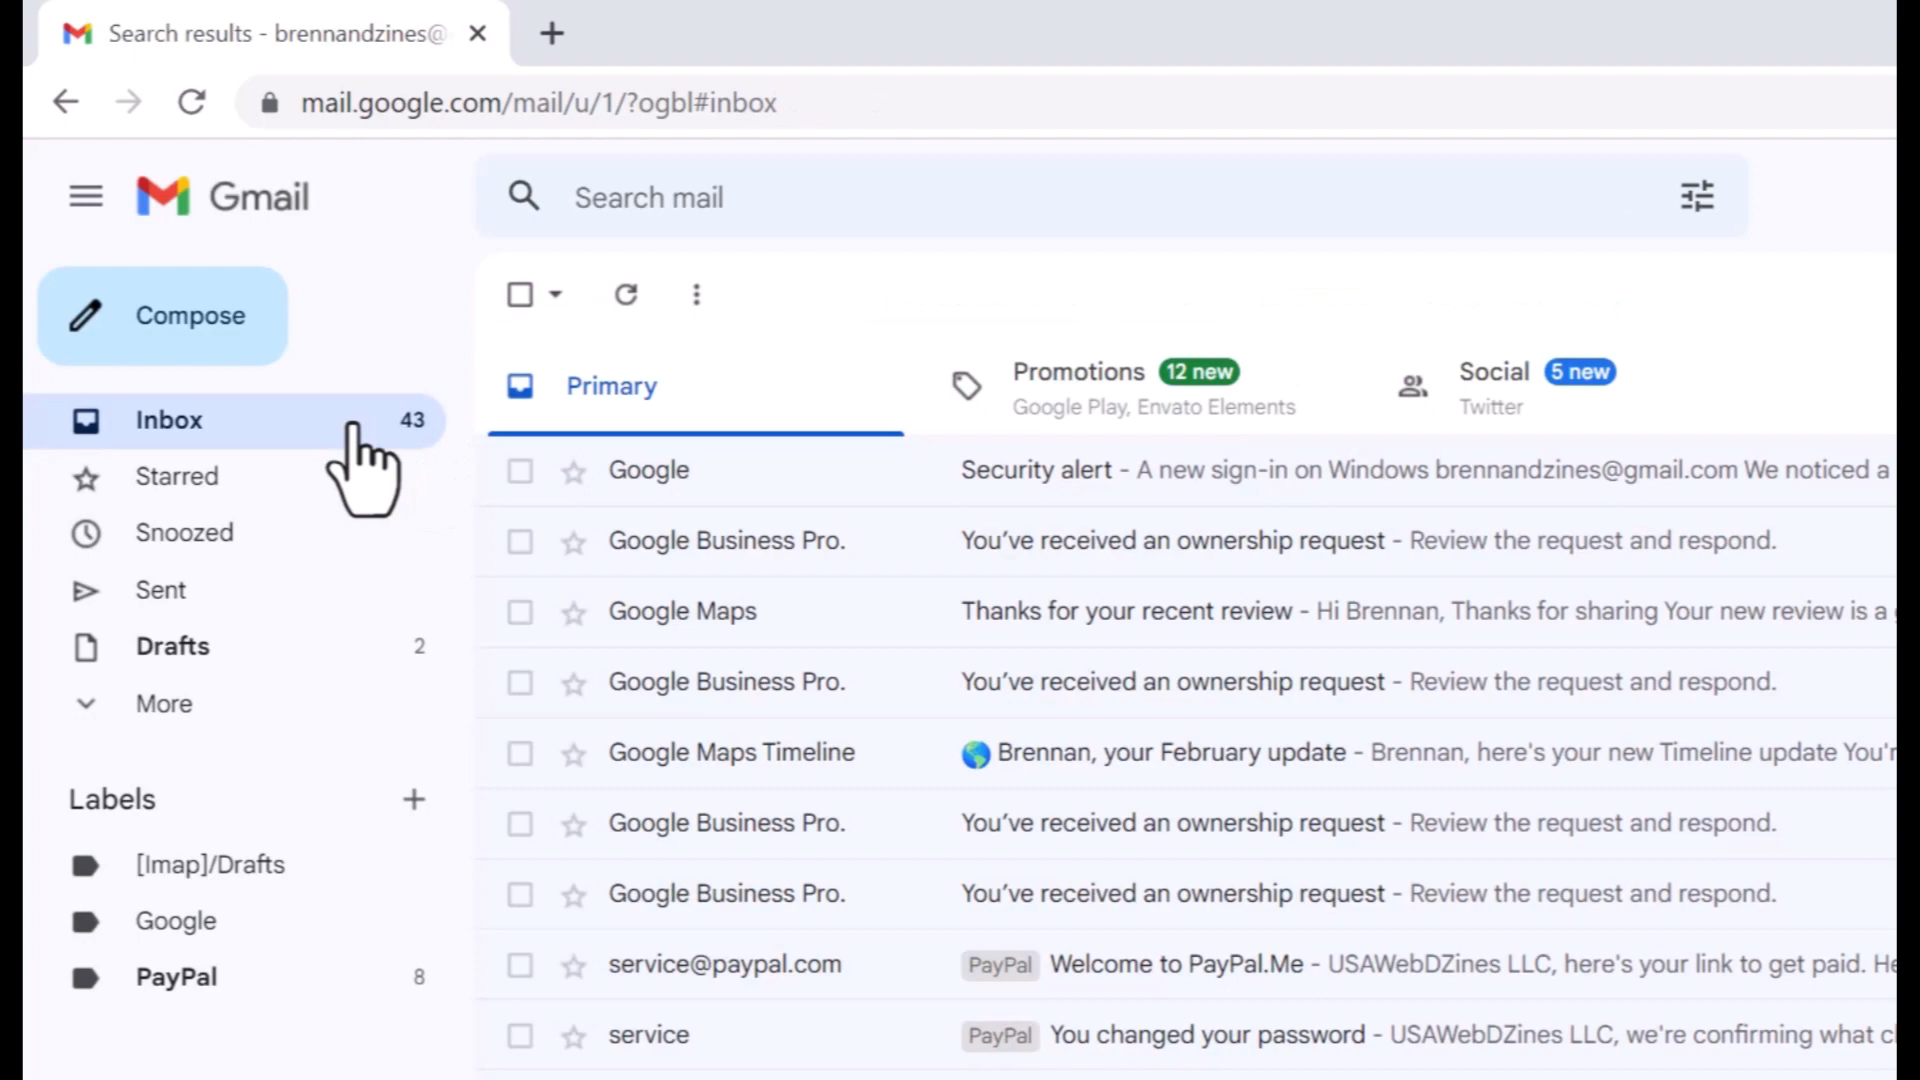 Search results - brennandzines@
mail.google.com/mail/u/1/?ogbl#inbox
Gmail
Search mail
Compose
Primary
Promotions 12 new
Google Play, Envato Elements
Social 5 new
Twitter
Inbox 43
Starred
Snoozed
Sent
Drafts 2
More
Labels +
[Imap]/Drafts
Google
PayPal 8
Google Security alert - A new sign-in on Windows brennandzines@gmail.com We noticed a
Google Business Pro. You’ve received an ownership request - Review the request and respond.
Google Maps Thanks for your recent review - Hi Brennan, Thanks for sharing Your new review is a
Google Business Pro. You’ve received an ownership request - Review the request and respond.
Google Maps Timeline 🌎 Brennan, your February update - Brennan, here's your new Timeline update
Google Business Pro. You’ve received an ownership request - Review the request and respond.
Google Business Pro. You’ve received an ownership request - Review the request and respond.
service@paypal.com PayPal Welcome to PayPal.Me - USAWebDZines LLC, here's your link to get paid.
service PayPal You changed your password - USAWebDZines LLC, we're confirming what